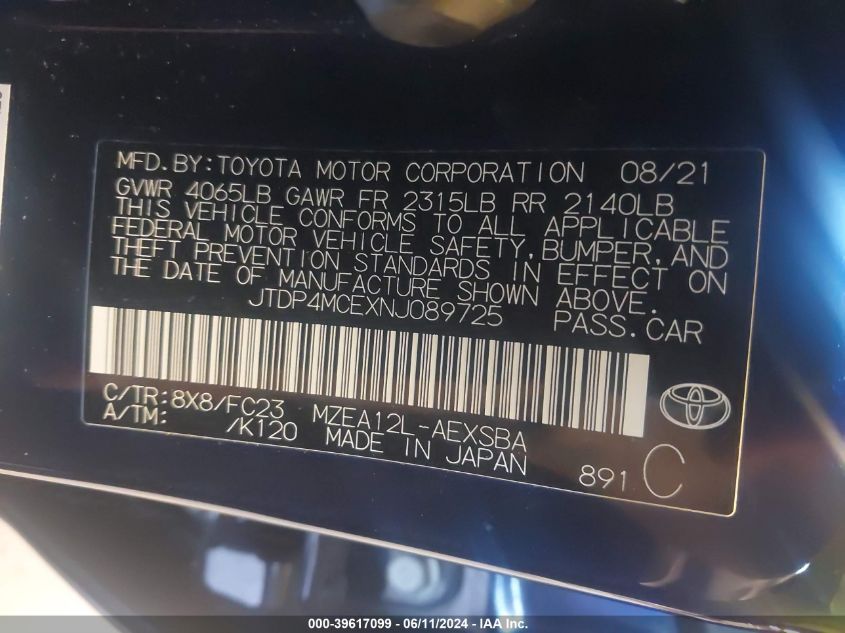 MFD.BY:TOYOTA MOTOR CORPORATION 08/21
GVWR 4065LB GAWR FR 2315LB RR 2140LB
THIS VEHICLE CONFORMS TO ALL APPLICABLE
FEDERAL MOTOR VEHICLE SAFETY, BUMPER, AND
THEFT PREVENTION STANDARDS IN EFFECT ON
THE DATE OF MANUFACTURE SHOWN ABOVE.
JTDP4MCEXNJ089725 PASS.CAR
C/TR: 8X8/FC23 MZEA12L-AEXSBA
A/TM: /K120 MADE IN JAPAN
891 C
000-39617099 - 06/11/2024 - IAA Inc.